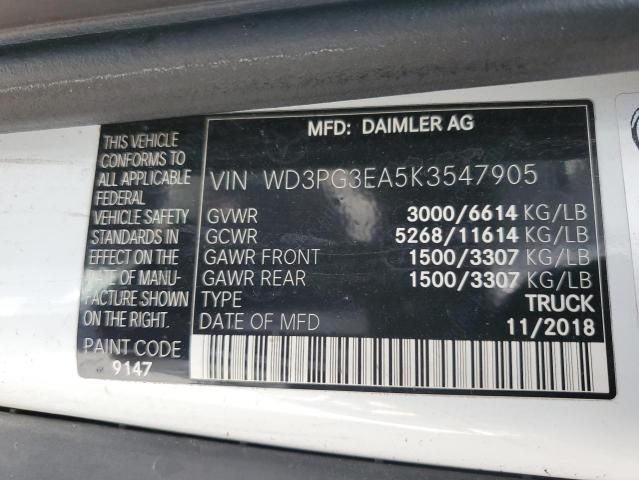 THIS VEHICLE
CONFORMS TO
ALL APPLICABLE
FEDERAL
VEHICLE SAFETY
STANDARDS IN
EFFECT ON THE
DATE OF MANU-
FACTURE SHOWN
ON THE RIGHT.
PAINT CODE
9147
MFD: DAIMLER AG
VIN WD3PG3EA5K3547905
GVWR 3000/6614 KG/LB
GCWR 5268/11614 KG/LB
GAWR FRONT 1500/3307 KG/LB
GAWR REAR 1500/3307 KG/LB
TYPE TRUCK
DATE OF MFD 11/2018